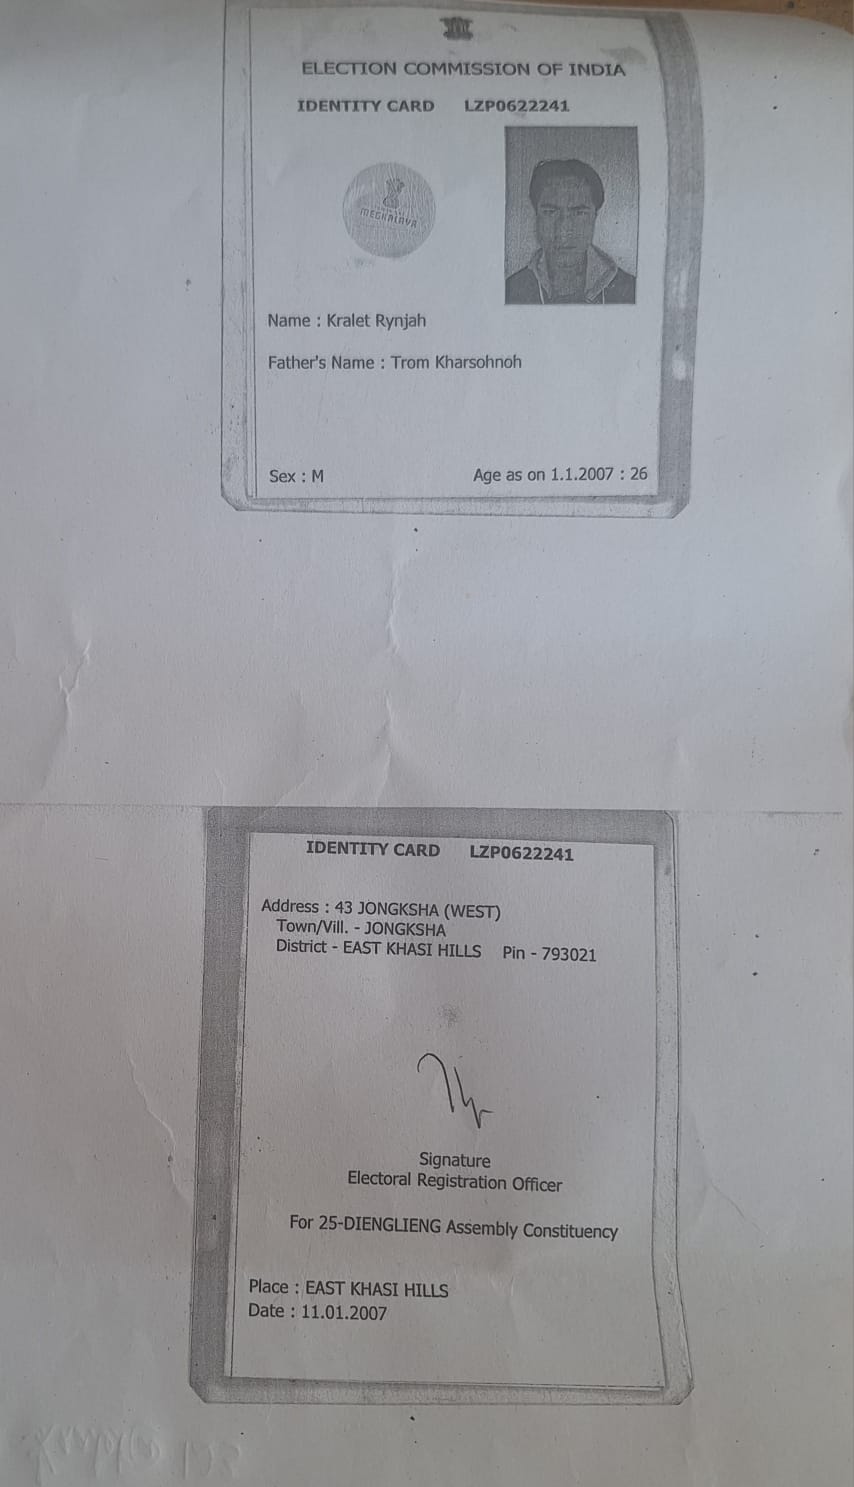 ELECTION COMMISSION OF INDIA
IDENTITY CARD LZP0622241
MEGHALAYA
Name : Kralet Rynjah
Father's Name : Trom Kharsohnoh
Sex : M Age as on 1.1.2007 : 26
IDENTITY CARD LZP0622241
Address : 43 JONGKSHA (WEST)
Town/Vill. - JONGKSHA
District - EAST KHASI HILLS Pin - 793021
Signature
Electoral Registration Officer
For 25-DIENGLIENG Assembly Constituency
Place : EAST KHASI HILLS
Date : 11.01.2007